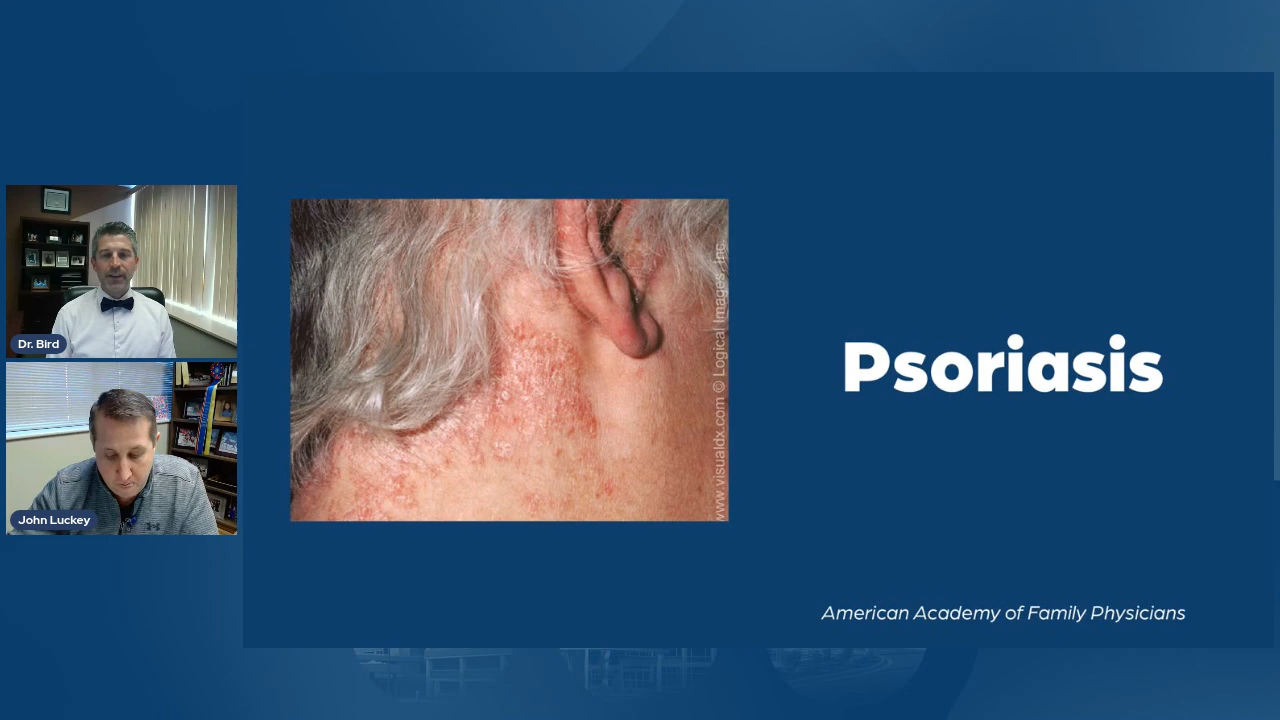 Dr. Bird
John Luckey
www.visualdx.com © Logical Images, Inc.
Psoriasis
American Academy of Family Physicians